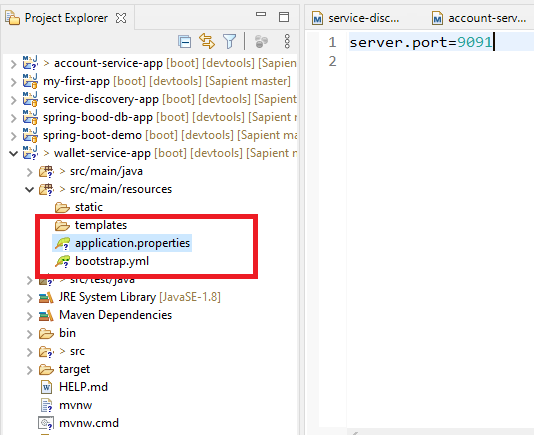 Project Explorer
> account-service-app [boot] [devtools] [Sapient
my-first-app [boot] [devtools] [Sapient master]
service-discovery-app [boot] [devtools] [Sapient
spring-bood-db-app [boot] [devtools] [Sapient m
spring-boot-demo [boot] [devtools] [Sapient mast
> wallet-service-app [boot] [devtools] [Sapient m
> src/main/java
> src/main/resources
static
templates
application.properties
bootstrap.yml
> src/test/java
JRE System Library [JavaSE-1.8]
Maven Dependencies
bin
> src
target
HELP.md
mvnw
mvnw.cmd
service-disc...
account-serv...
1 server.port=9091
2